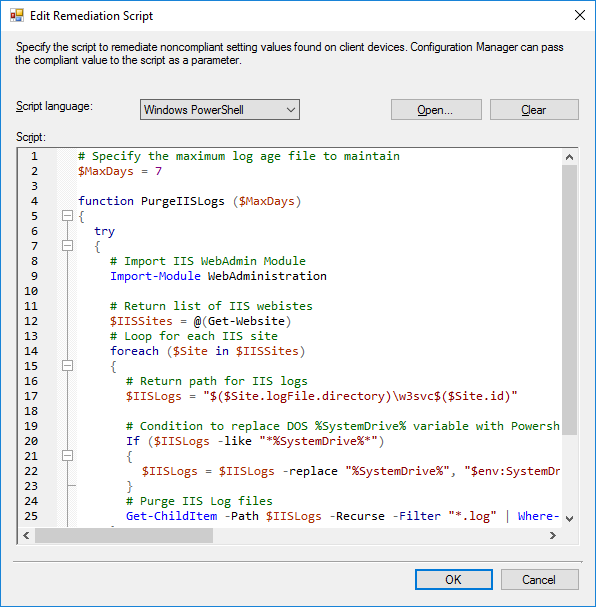 Edit Remediation Script
Specify the script to remediate noncompliant setting values found on client devices. Configuration Manager can pass
the compliant value to the script as a parameter.
Script language:
Windows PowerShell
Open...
Clear
Script:
1 # Specify the maximum log age file to maintain
2 $MaxDays = 7
3
4 function PurgeIISLogs ($MaxDays)
5 {
6 try
7 {
8 # Import IIS WebAdmin Module
9 Import-Module WebAdministration
10
11 # Return list of IIS webistes
12 $IISSites = @(Get-Website)
13 # Loop for each IIS site
14 foreach ($Site in $IISSites)
15 {
16 # Return path for IIS logs
17 $IISLogs = "$($Site.logFile.directory)\w3svc$($Site.id)"
18
19 # Condition to replace DOS %SystemDrive% variable with Powersh
20 If ($IISLogs -like "*%SystemDrive%*")
21 {
22 $IISLogs = $IISLogs -replace "%SystemDrive%", "$env:SystemDr
23 }
24 # Purge IIS Log files
25 Get-ChildItem -Path $IISLogs -Recurse -Filter "*.log" | Where-
OK
Cancel